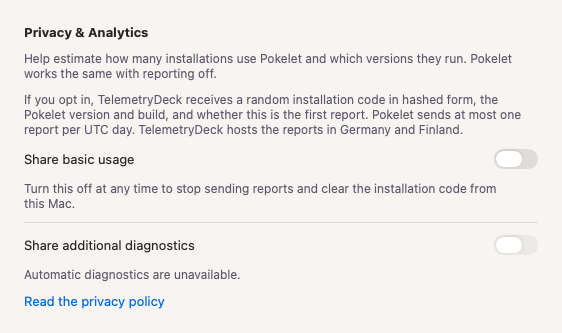 Privacy & Analytics
Help estimate how many installations use Pokelet and which versions they run. Pokelet
works the same with reporting off.
If you opt in, TelemetryDeck receives a random installation code in hashed form, the
Pokelet version and build, and whether this is the first report. Pokelet sends at most one
report per UTC day. TelemetryDeck hosts the reports in Germany and Finland.
Share basic usage
Turn this off at any time to stop sending reports and clear the installation code from
this Mac.
Share additional diagnostics
Automatic diagnostics are unavailable.
Read the privacy policy